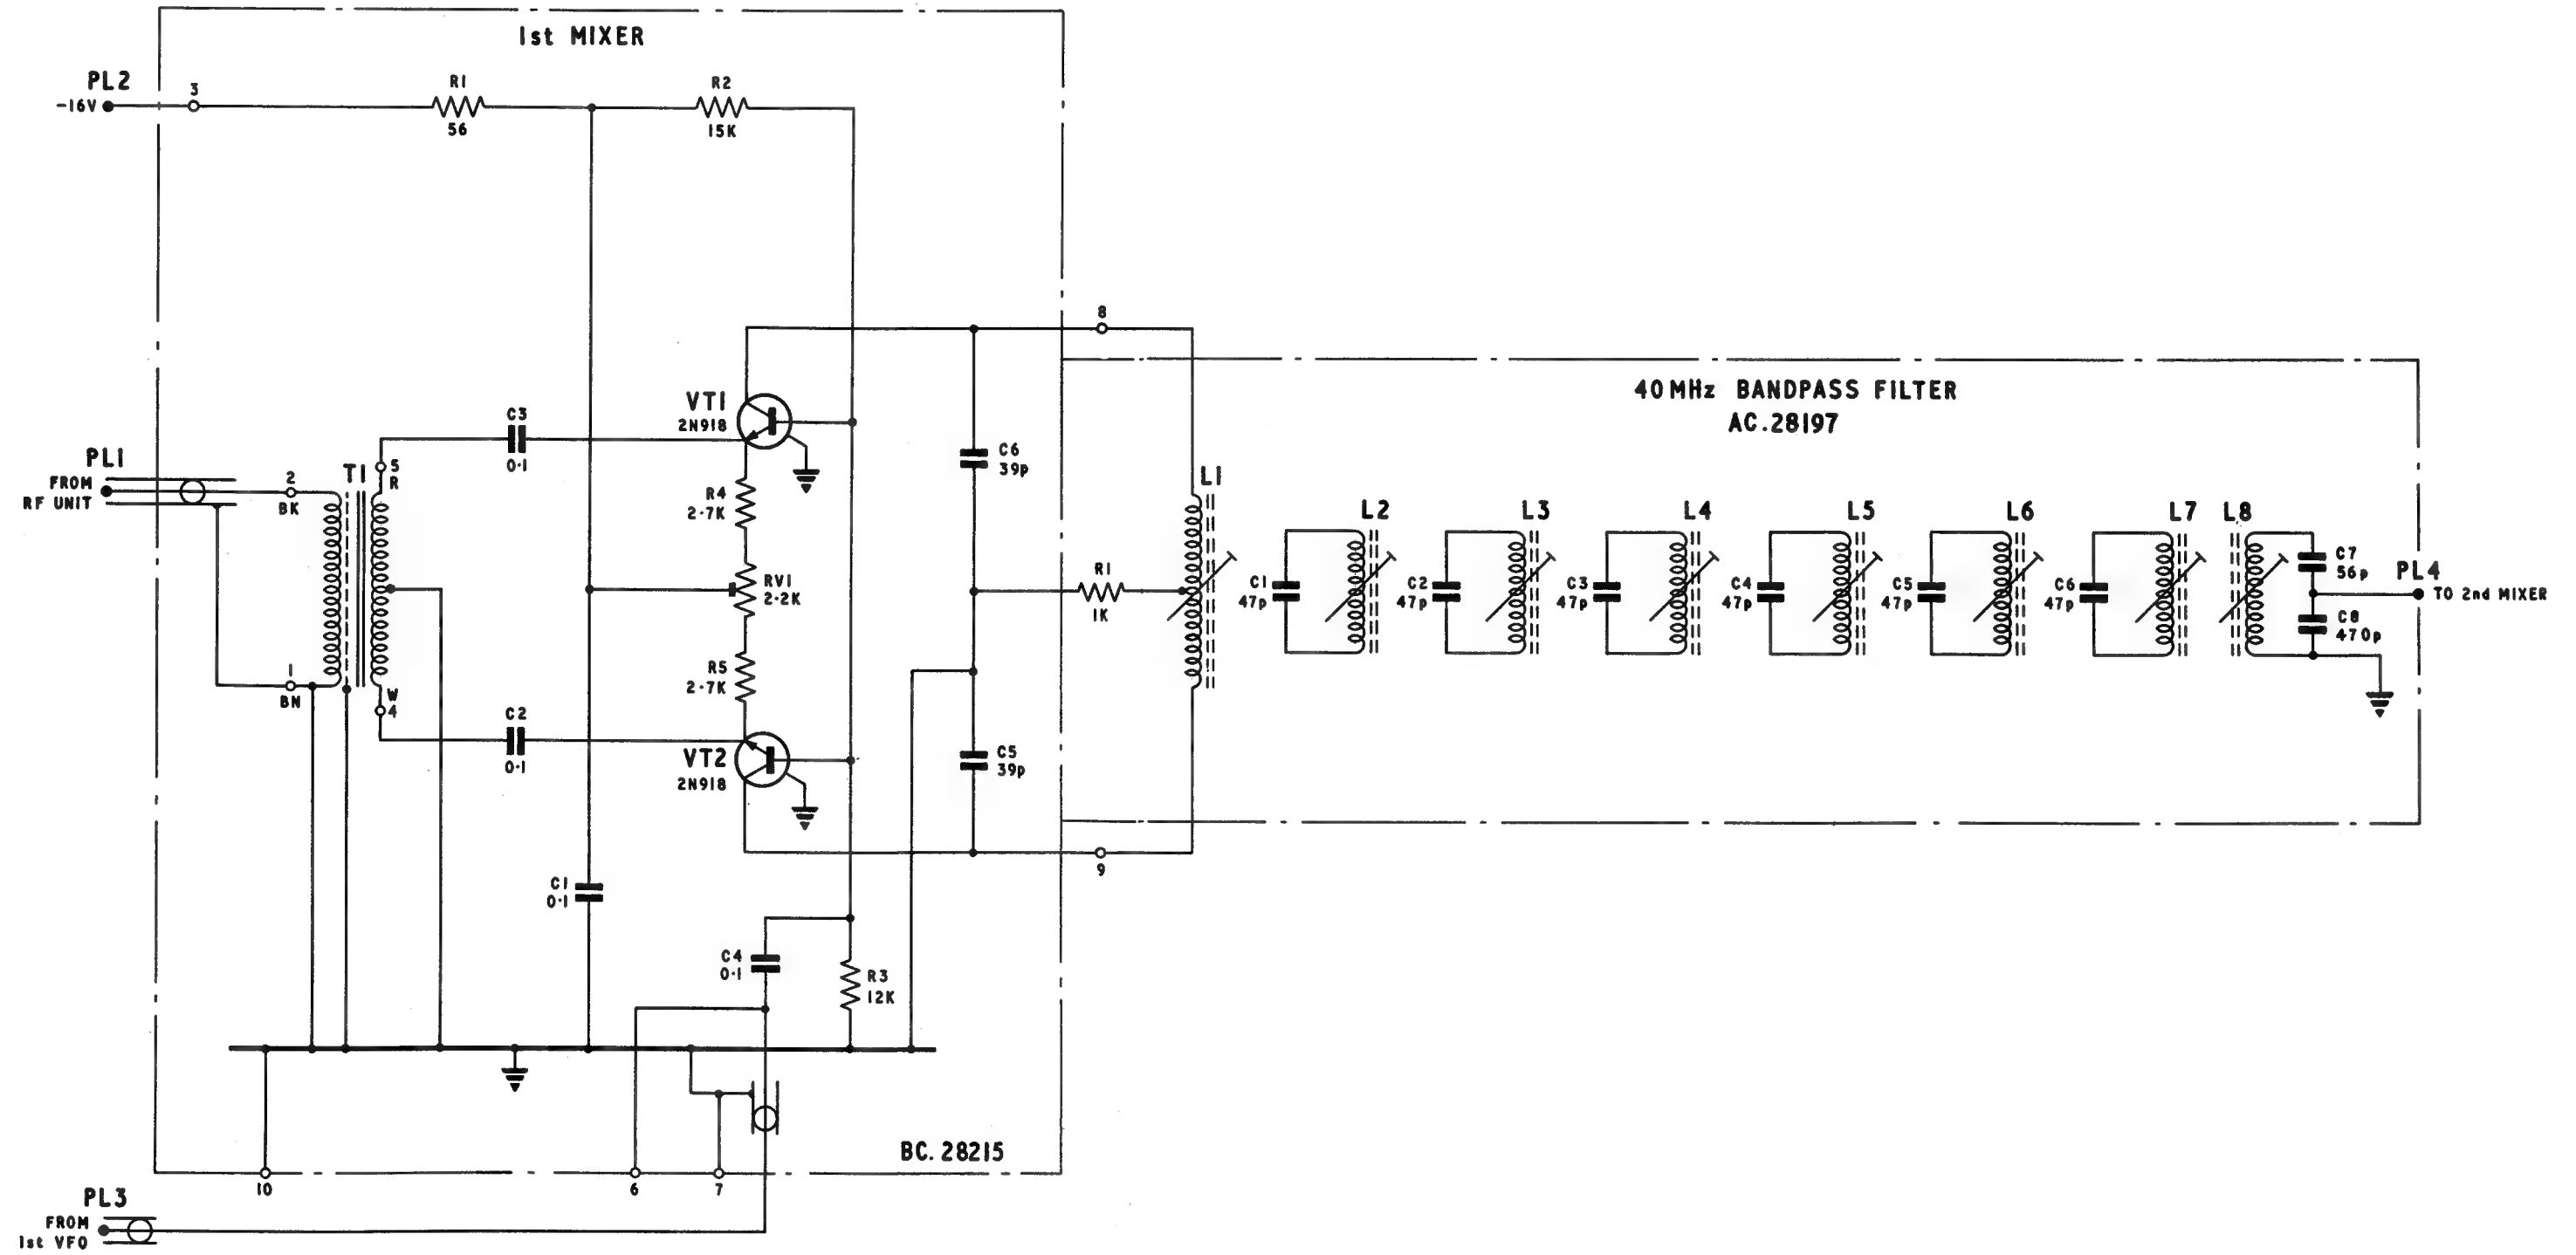 1st MIXER
PL2
-16V
3
R1
56
R2
15K
8
VT1
2N918
C3
0·1
PL1
FROM
RF UNIT
2
BK
T1
5
R
R4
2·7K
RV1
2·2K
R5
2·7K
1
BN
W
4
C2
0·1
VT2
2N918
C6
39p
C5
39p
R1
1K
L1
9
40MHz BANDPASS FILTER
AC.28197
L2
C1
47p
L3
C2
47p
L4
C3
47p
L5
C4
47p
L6
C5
47p
L7
C6
47p
L8
C7
56p
C8
470p
PL4
TO 2nd MIXER
C1
0·1
C4
0·1
R3
12K
BC.28215
10
6
7
PL3
FROM
1st VFO